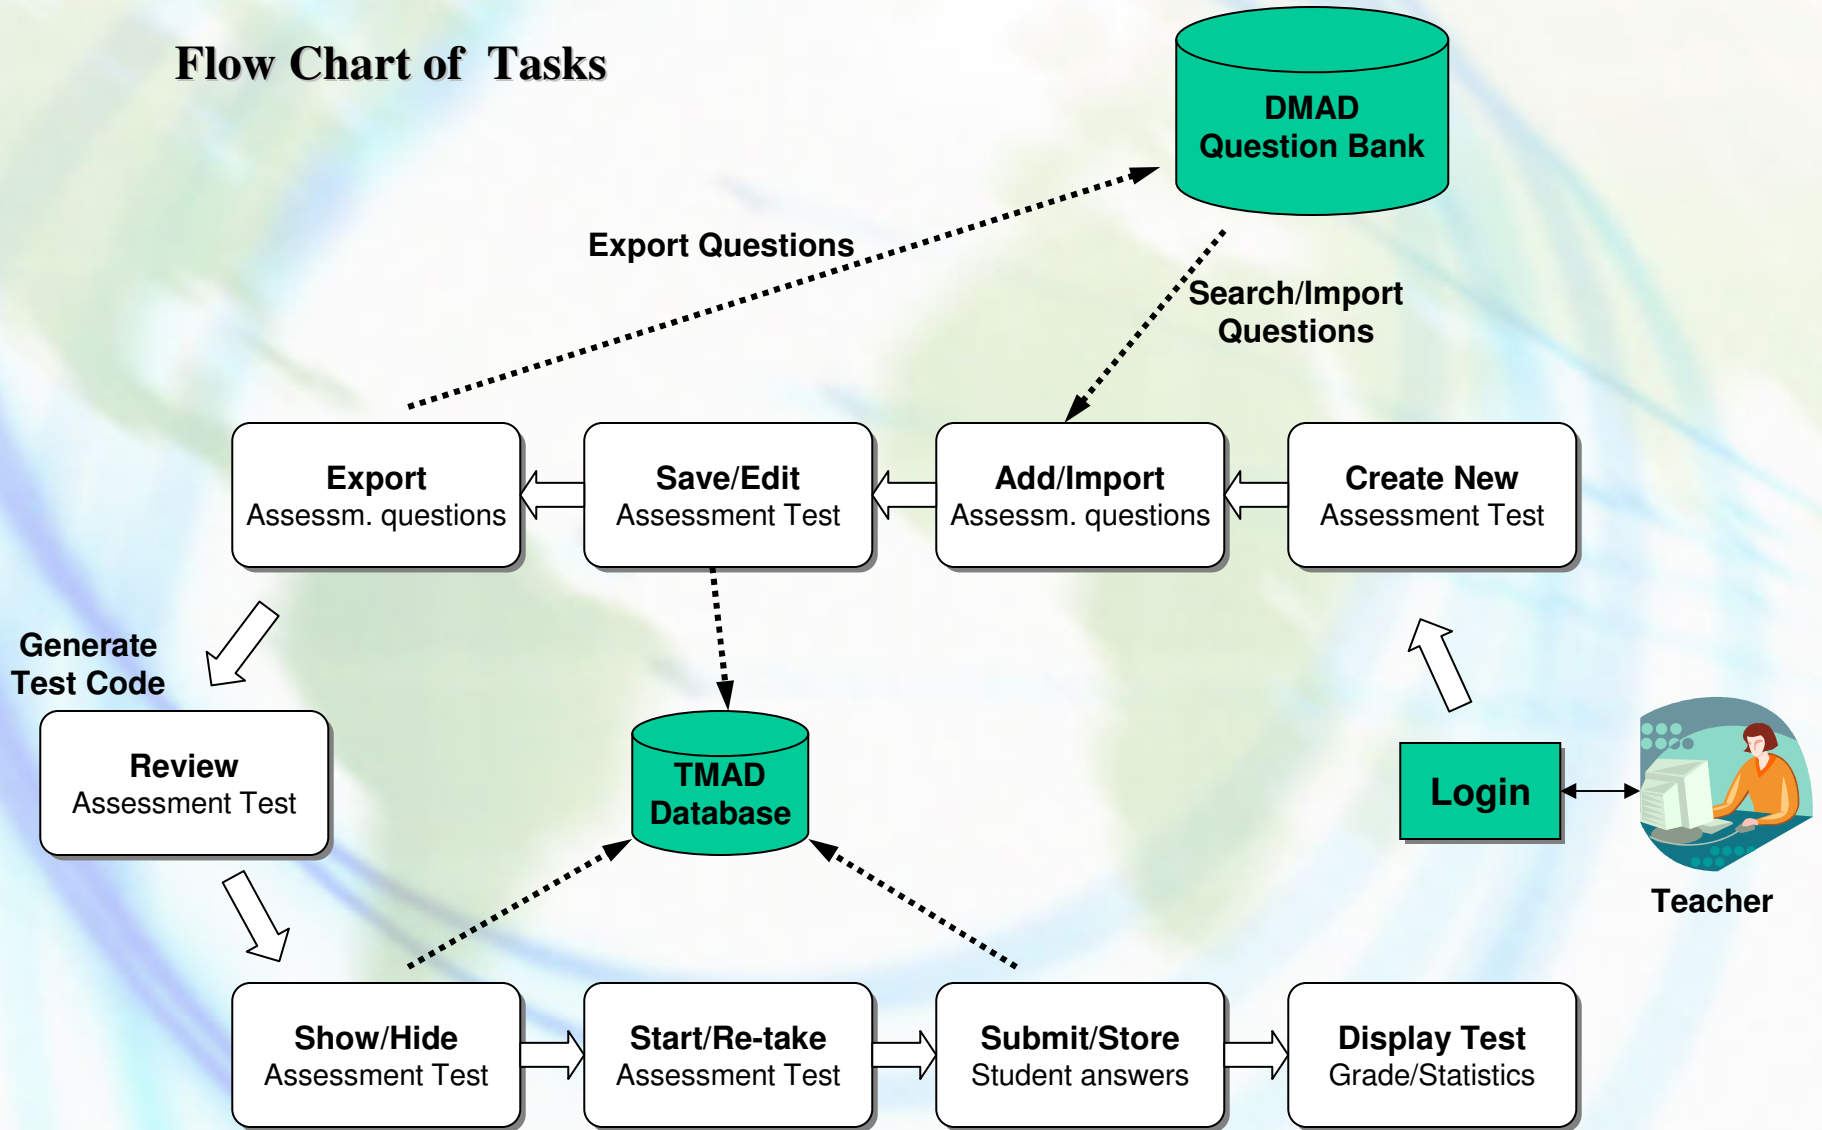 Flow Chart of Tasks
DMAD
Question Bank
Export Questions
Search/Import
Questions
Export
Assessm. questions
Save/Edit
Assessment Test
Add/Import
Assessm. questions
Create New
Assessment Test
Generate
Test Code
Review
Assessment Test
TMAD
Database
Login
Teacher
Show/Hide
Assessment Test
Start/Re-take
Assessment Test
Submit/Store
Student answers
Display Test
Grade/Statistics